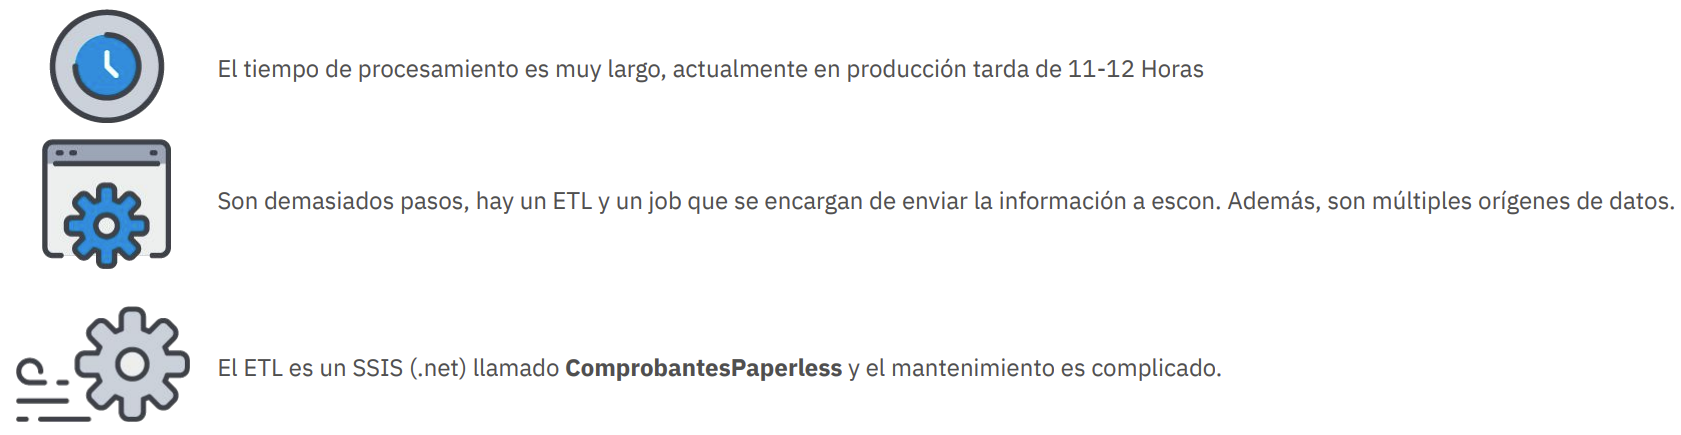 El tiempo de procesamiento es muy largo, actualmente en producción tarda de 11-12 Horas
Son demasiados pasos, hay un ETL y un job que se encargan de enviar la información a escon. Además, son múltiples orígenes de datos.
El ETL es un SSIS (.net) llamado ComprobantesPaperless y el mantenimiento es complicado.